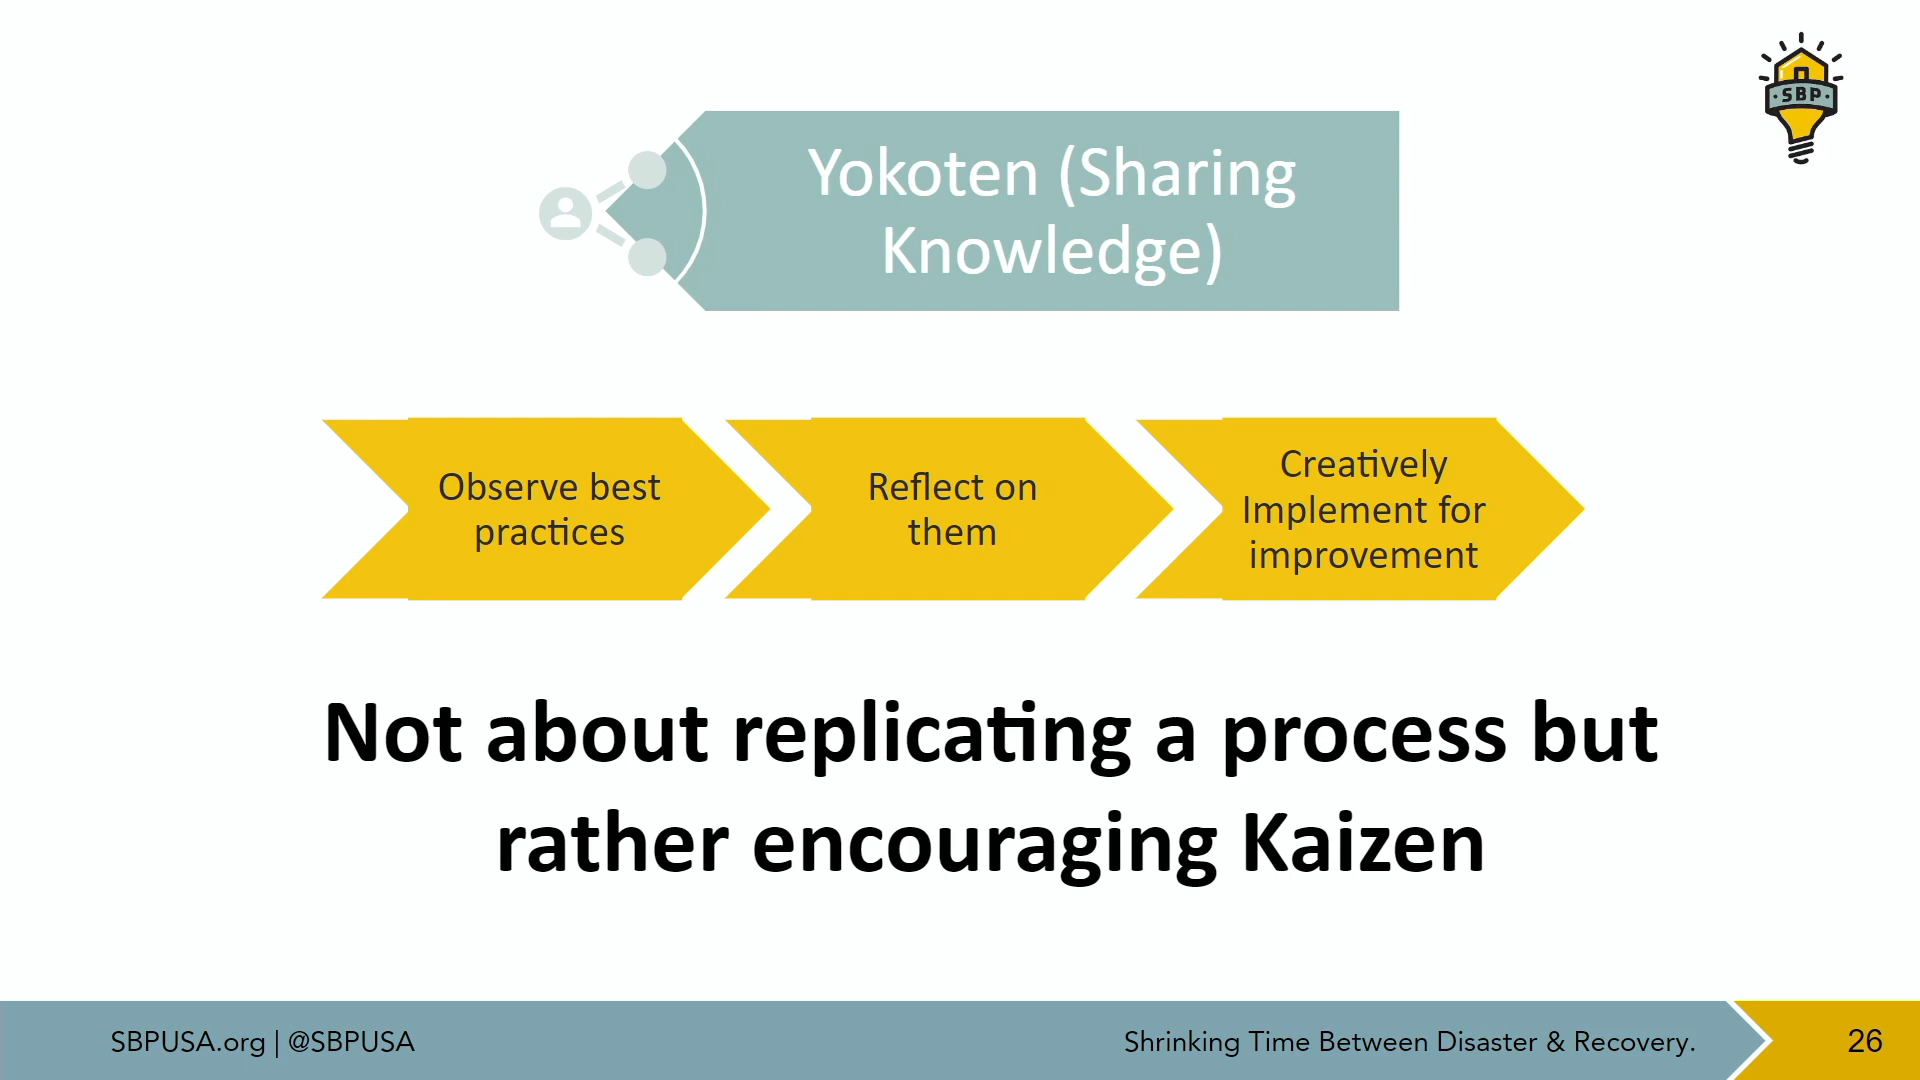 ·SBP·
Yokoten (Sharing
Knowledge)
Observe best
practices
Reflect on
them
Creatively
Implement for
improvement
Not about replicating a process but
rather encouraging Kaizen
SBPUSA.org | @SBPUSA
Shrinking Time Between Disaster & Recovery.
26